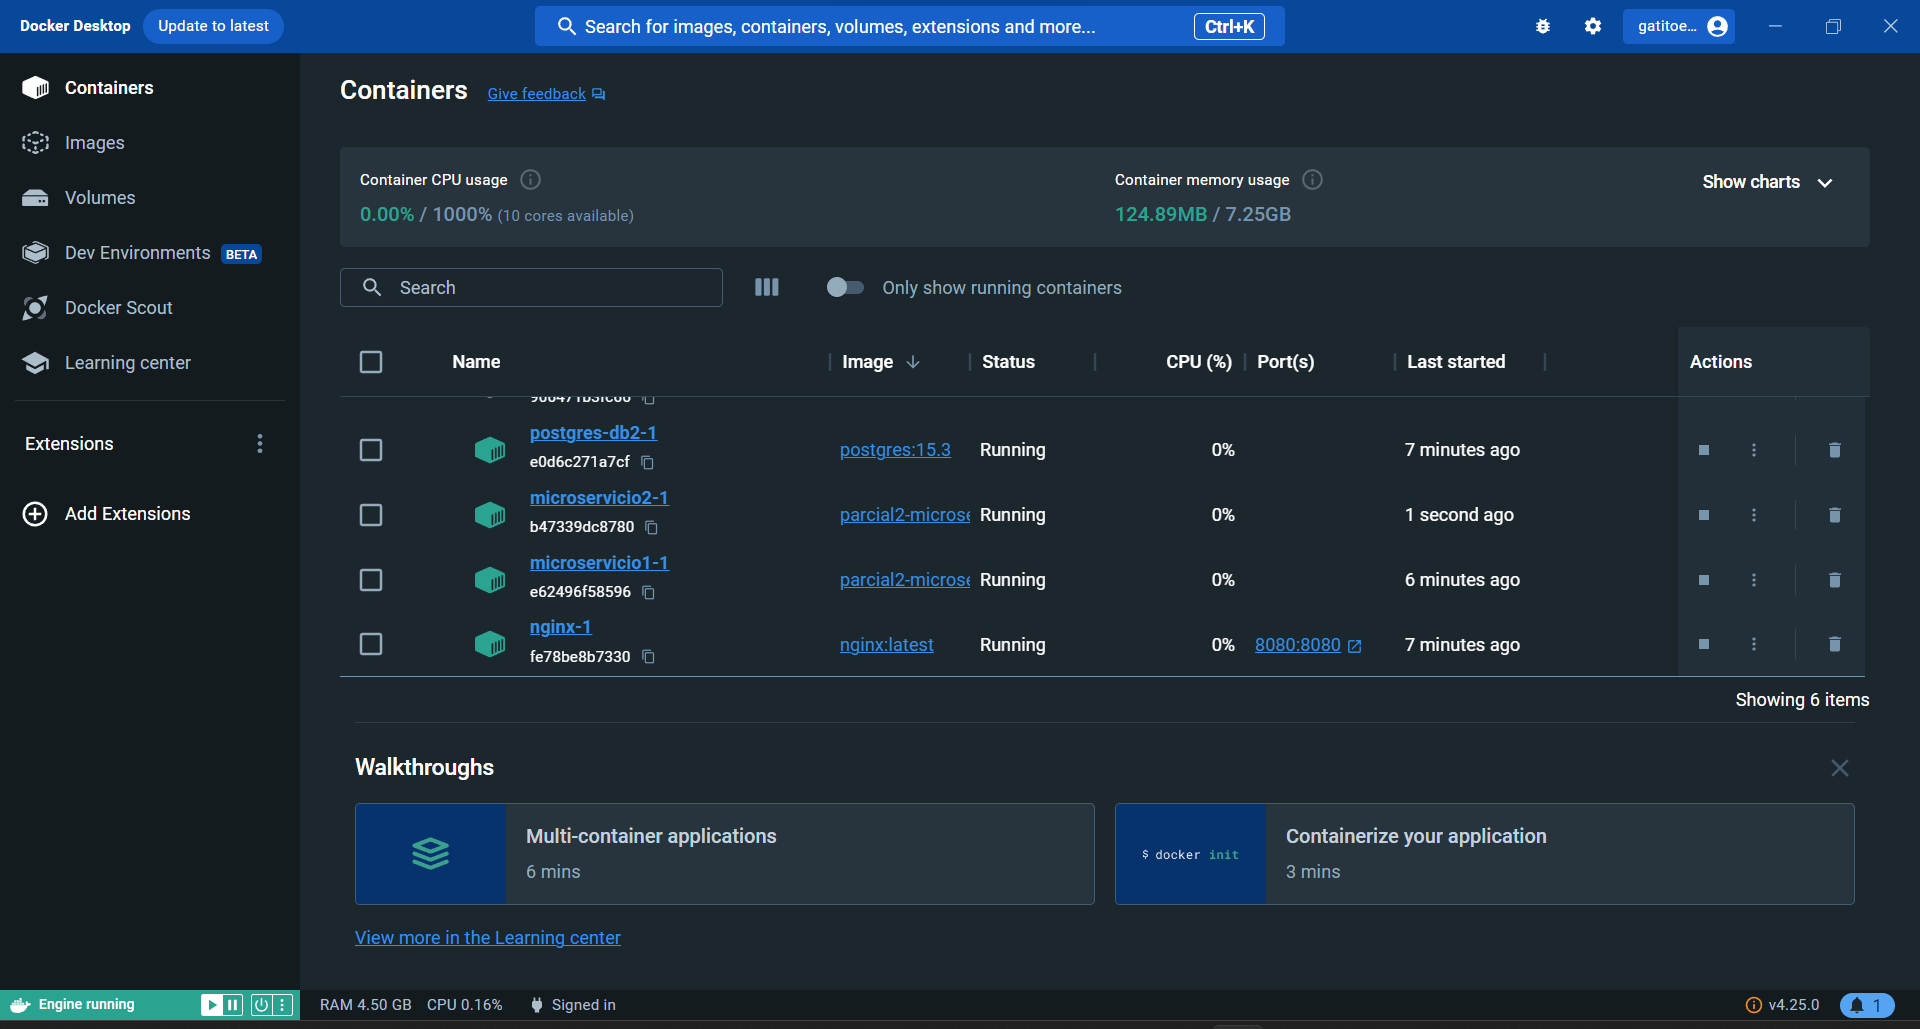 Docker Desktop Update to latest
Search for images, containers, volumes, extensions and more... Ctrl+K
gatitoe...
Containers
Images
Volumes
Dev Environments BETA
Docker Scout
Learning center
Extensions
Add Extensions
Containers Give feedback
Container CPU usage
0.00% / 1000% (10 cores available)
Container memory usage
124.89MB / 7.25GB
Show charts
Search
Only show running containers
Name Image Status CPU (%) Port(s) Last started Actions
postgres-db2-1
e0d6c271a7cf
postgres:15.3 Running 0% 7 minutes ago
microservicio2-1
b47339dc8780
parcial2-microse Running 0% 1 second ago
microservicio1-1
e62496f58596
parcial2-microse Running 0% 6 minutes ago
nginx-1
fe78be8b7330
nginx:latest Running 0% 8080:8080 7 minutes ago
Showing 6 items
Walkthroughs
Multi-container applications
6 mins
$ docker init
Containerize your application
3 mins
View more in the Learning center
Engine running
RAM 4.50 GB CPU 0.16% Signed in
v4.25.0
1